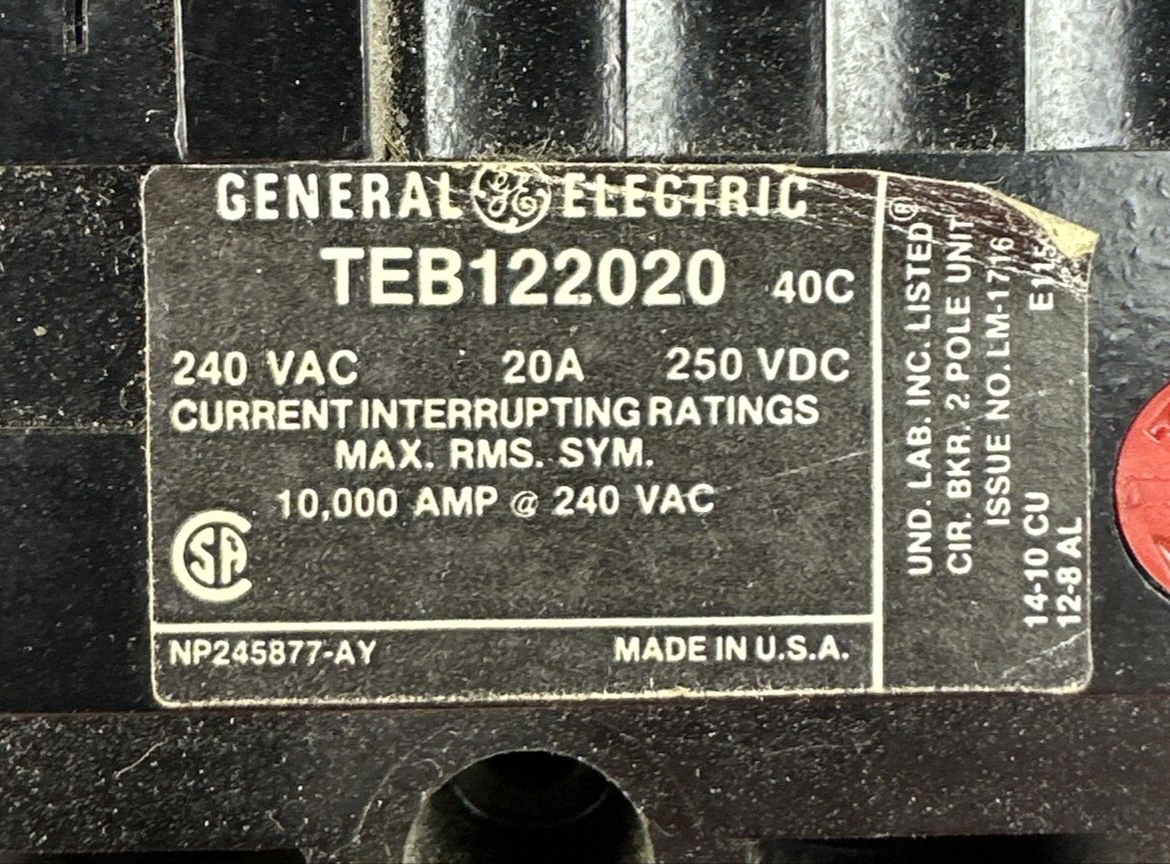 GENERAL GE ELECTRIC
TEB122020 40C
240 VAC 20A 250 VDC
CURRENT INTERRUPTING RATINGS
MAX. RMS. SYM.
10,000 AMP @ 240 VAC
SA
NP245877-AY MADE IN U.S.A.
UND. LAB. INC. LISTED®
CIR. BKR. 2 POLE UNIT
ISSUE NO. LM-1716
14-10 CU
12-8 AL